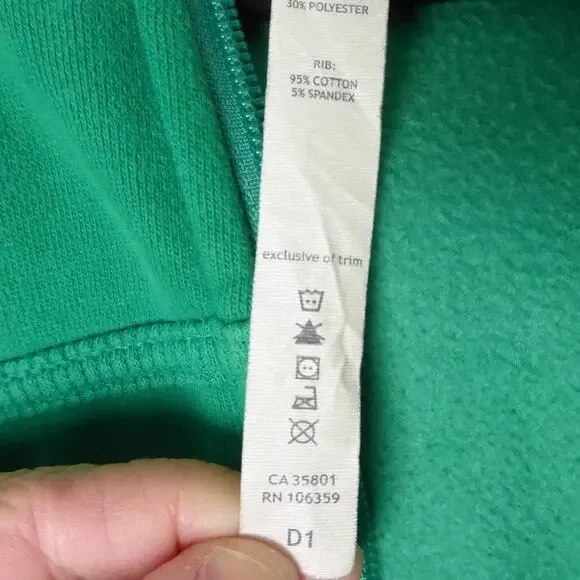 30% POLYESTER
RIB:
95% COTTON
5% SPANDEX
exclusive of trim
CA 35801
RN 106359
D1